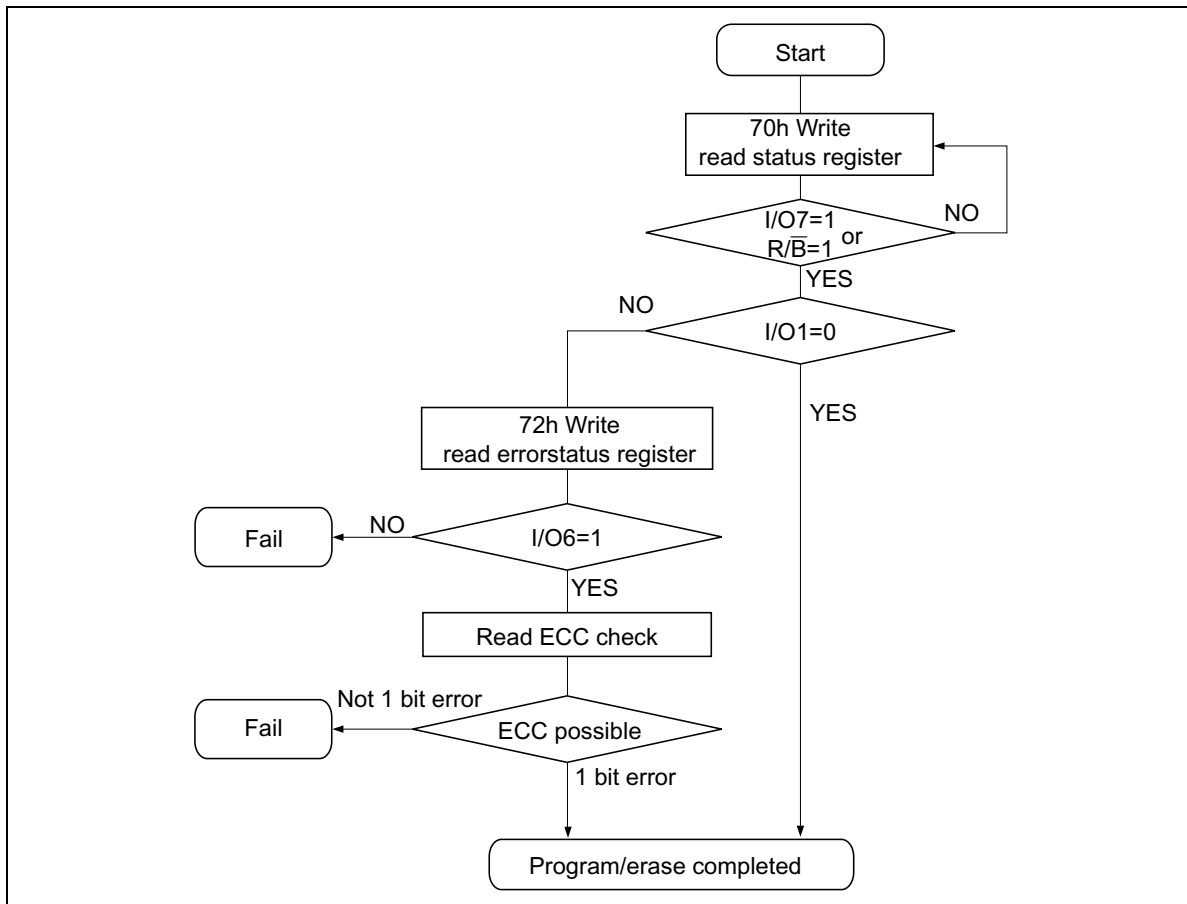 Start
70h Write
read status register
I/O7=1
or
R/B̅=1
NO
YES
NO
I/O1=0
YES
72h Write
read errorstatus register
Fail
NO
I/O6=1
YES
Read ECC check
Not 1 bit error
Fail
ECC possible
1 bit error
Program/erase completed